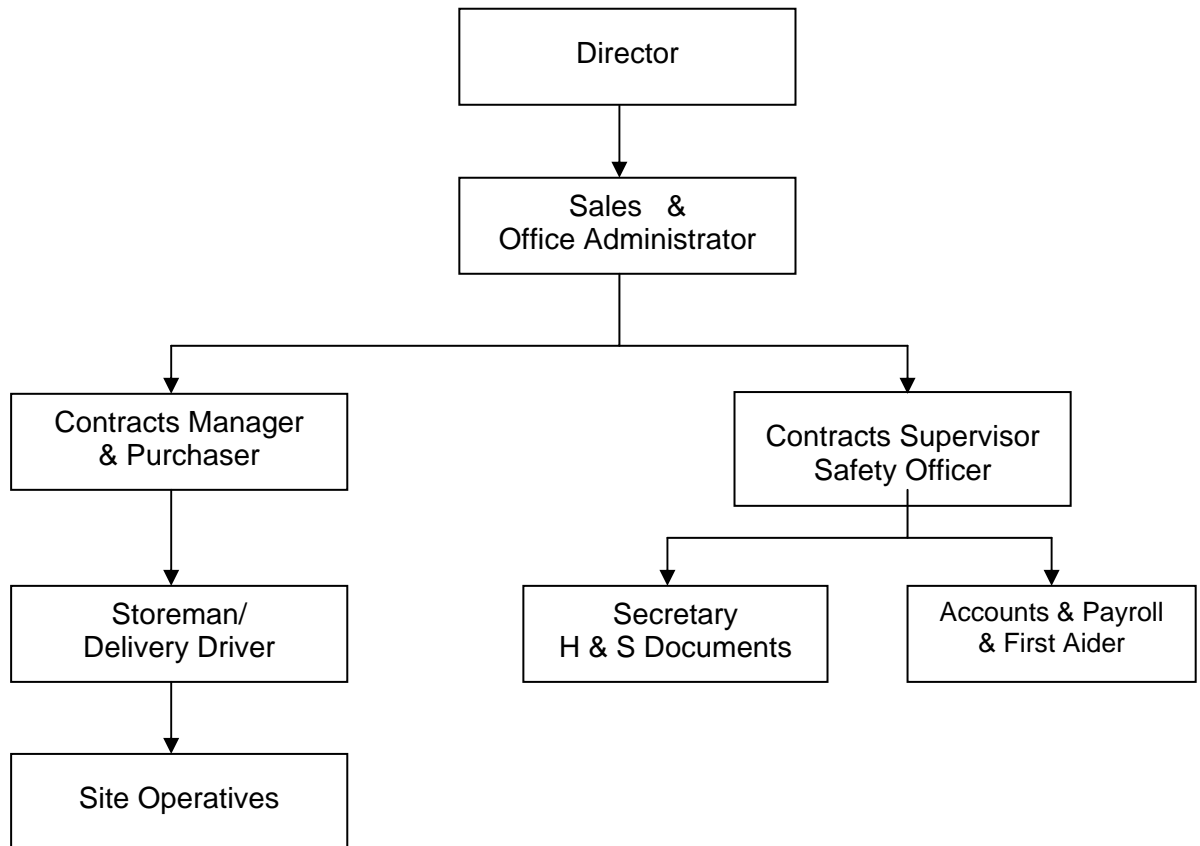 Director
Sales &
Office Administrator
Contracts Manager
& Purchaser
Contracts Supervisor
Safety Officer
Storeman/
Delivery Driver
Secretary
H & S Documents
Accounts & Payroll
& First Aider
Site Operatives